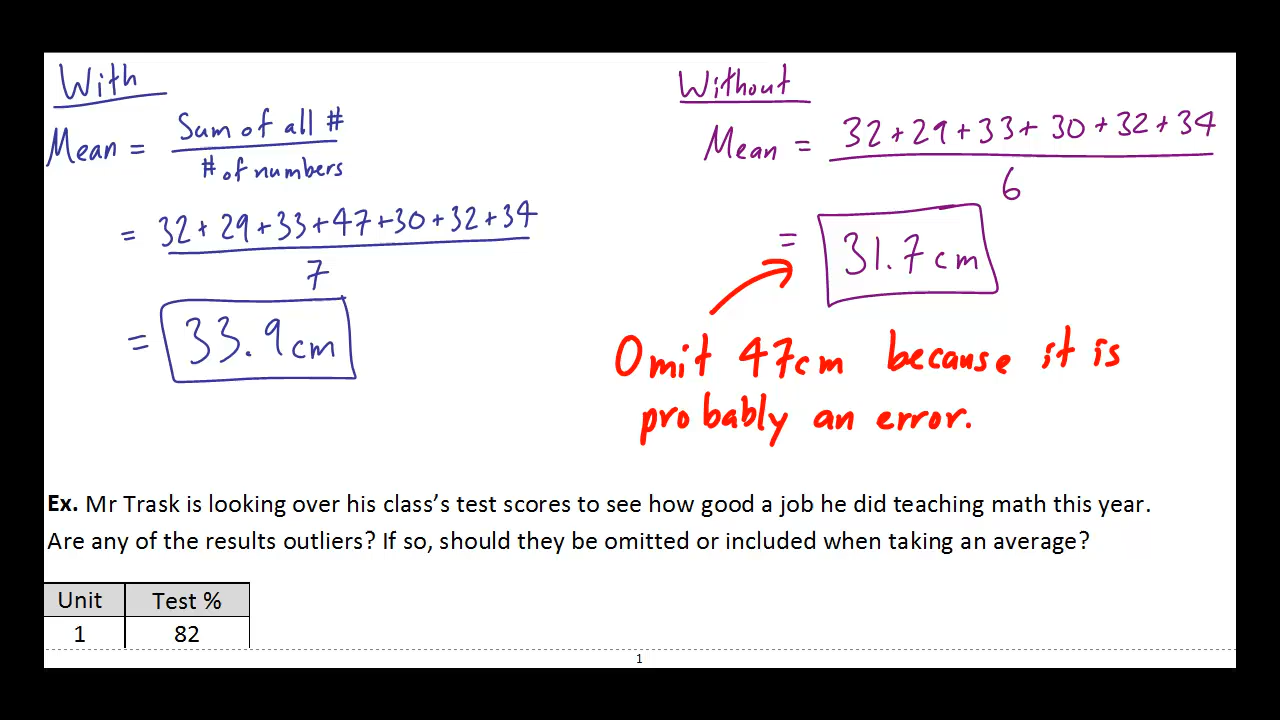 With
Mean = Sum of all # / # of numbers
= 32 + 29 + 33 + 47 + 30 + 32 + 34 / 7
= 33.9 cm
Without
Mean = 32 + 29 + 33 + 30 + 32 + 34 / 6
= 31.7 cm
Omit 47cm because it is
probably an error.
Ex. Mr Trask is looking over his class's test scores to see how good a job he did teaching math this year.
Are any of the results outliers? If so, should they be omitted or included when taking an average?
Unit Test %
1 82
1